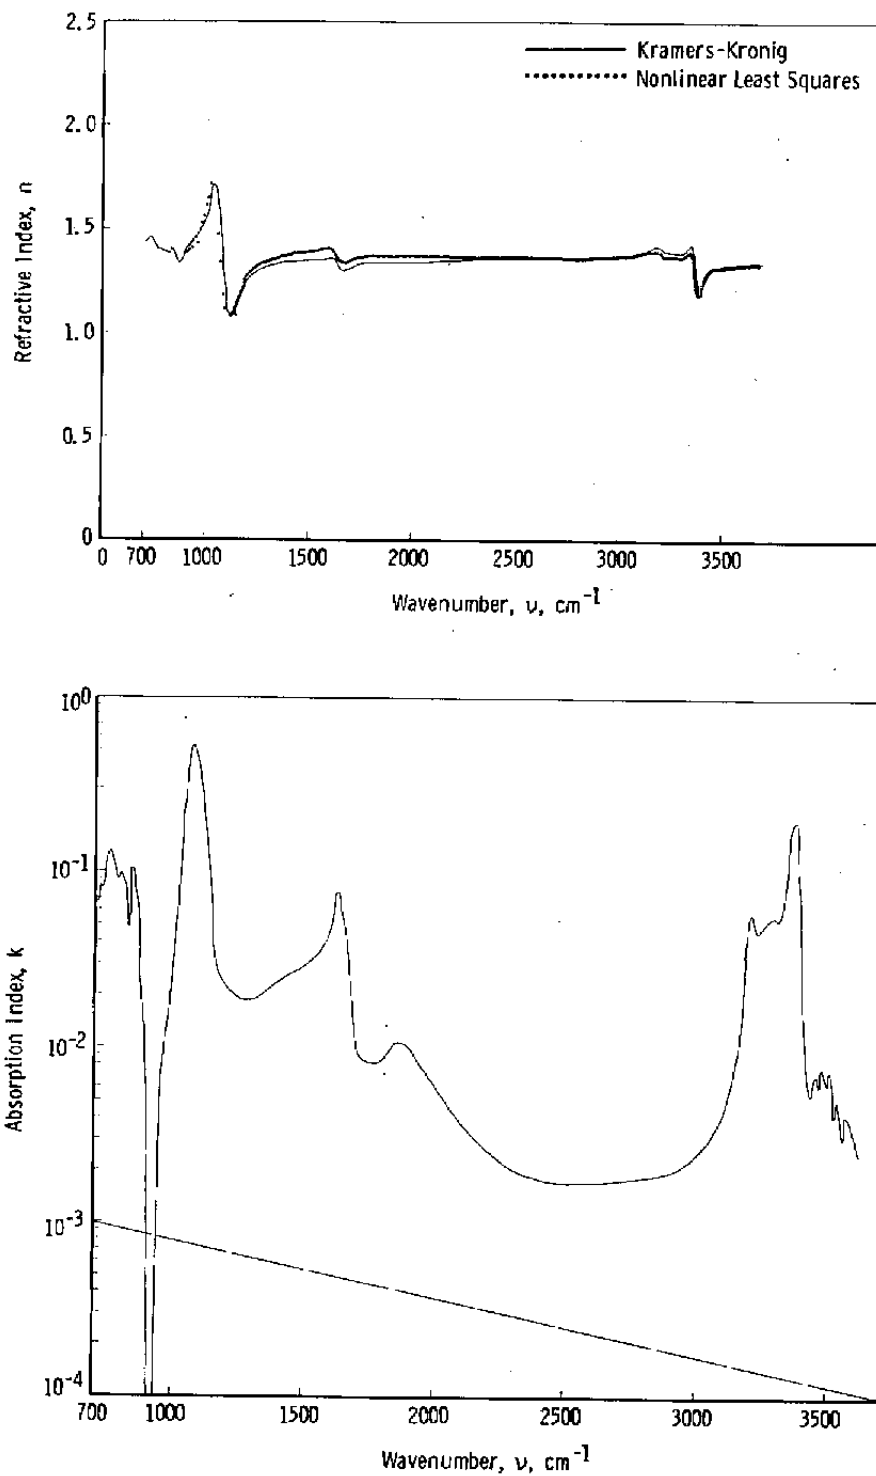 2.5
Kramers-Kronig
Nonlinear Least Squares
2.0
1.5
1.0
0.5
0
Refractive Index, n
0 700 1000 1500 2000 2500 3000 3500
Wavenumber, ν, cm⁻¹
10⁰
10⁻¹
10⁻²
10⁻³
10⁻⁴
Absorption Index, k
700 1000 1500 2000 2500 3000 3500
Wavenumber, ν, cm⁻¹